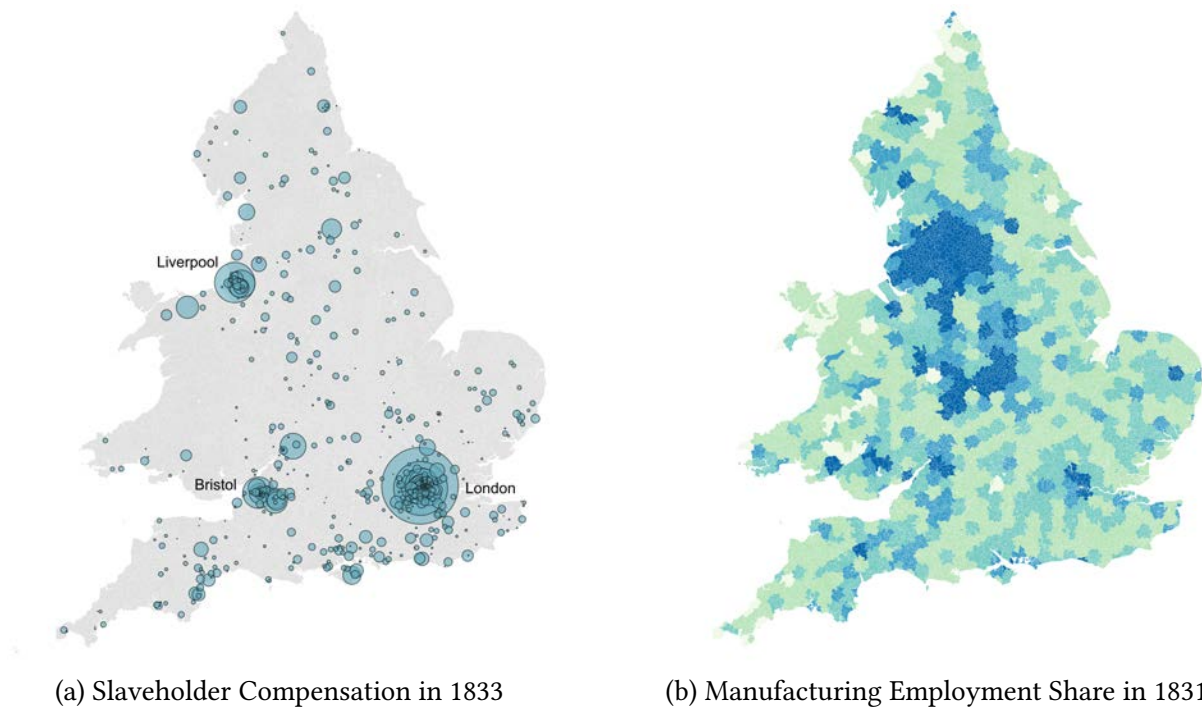 Liverpool
Bristol
London
(a) Slaveholder Compensation in 1833
(b) Manufacturing Employment Share in 1831